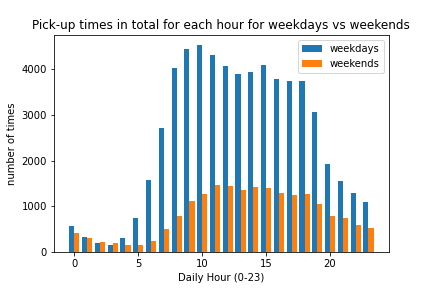 Pick-up times in total for each hour for weekdays vs weekends
weekdays
weekends
4000
3000
2000
1000
0
number of times
0 5 10 15 20
Daily Hour (0-23)